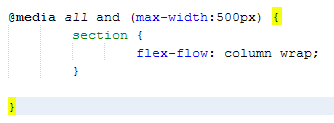 @media all and (max-width:500px) {
section {
flex-flow: column wrap;
}
}